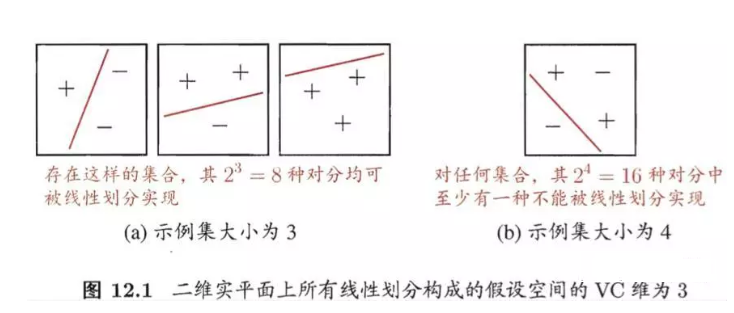 + − −
+ + −
+ + +
+ − − +
存在这样的集合，其 2³ = 8 种对分均可
被线性划分实现
(a) 示例集大小为 3
对任何集合，其 2⁴ = 16 种对分中
至少有一种不能被线性划分实现
(b) 示例集大小为 4
图 12.1 二维实平面上所有线性划分构成的假设空间的 VC 维为 3